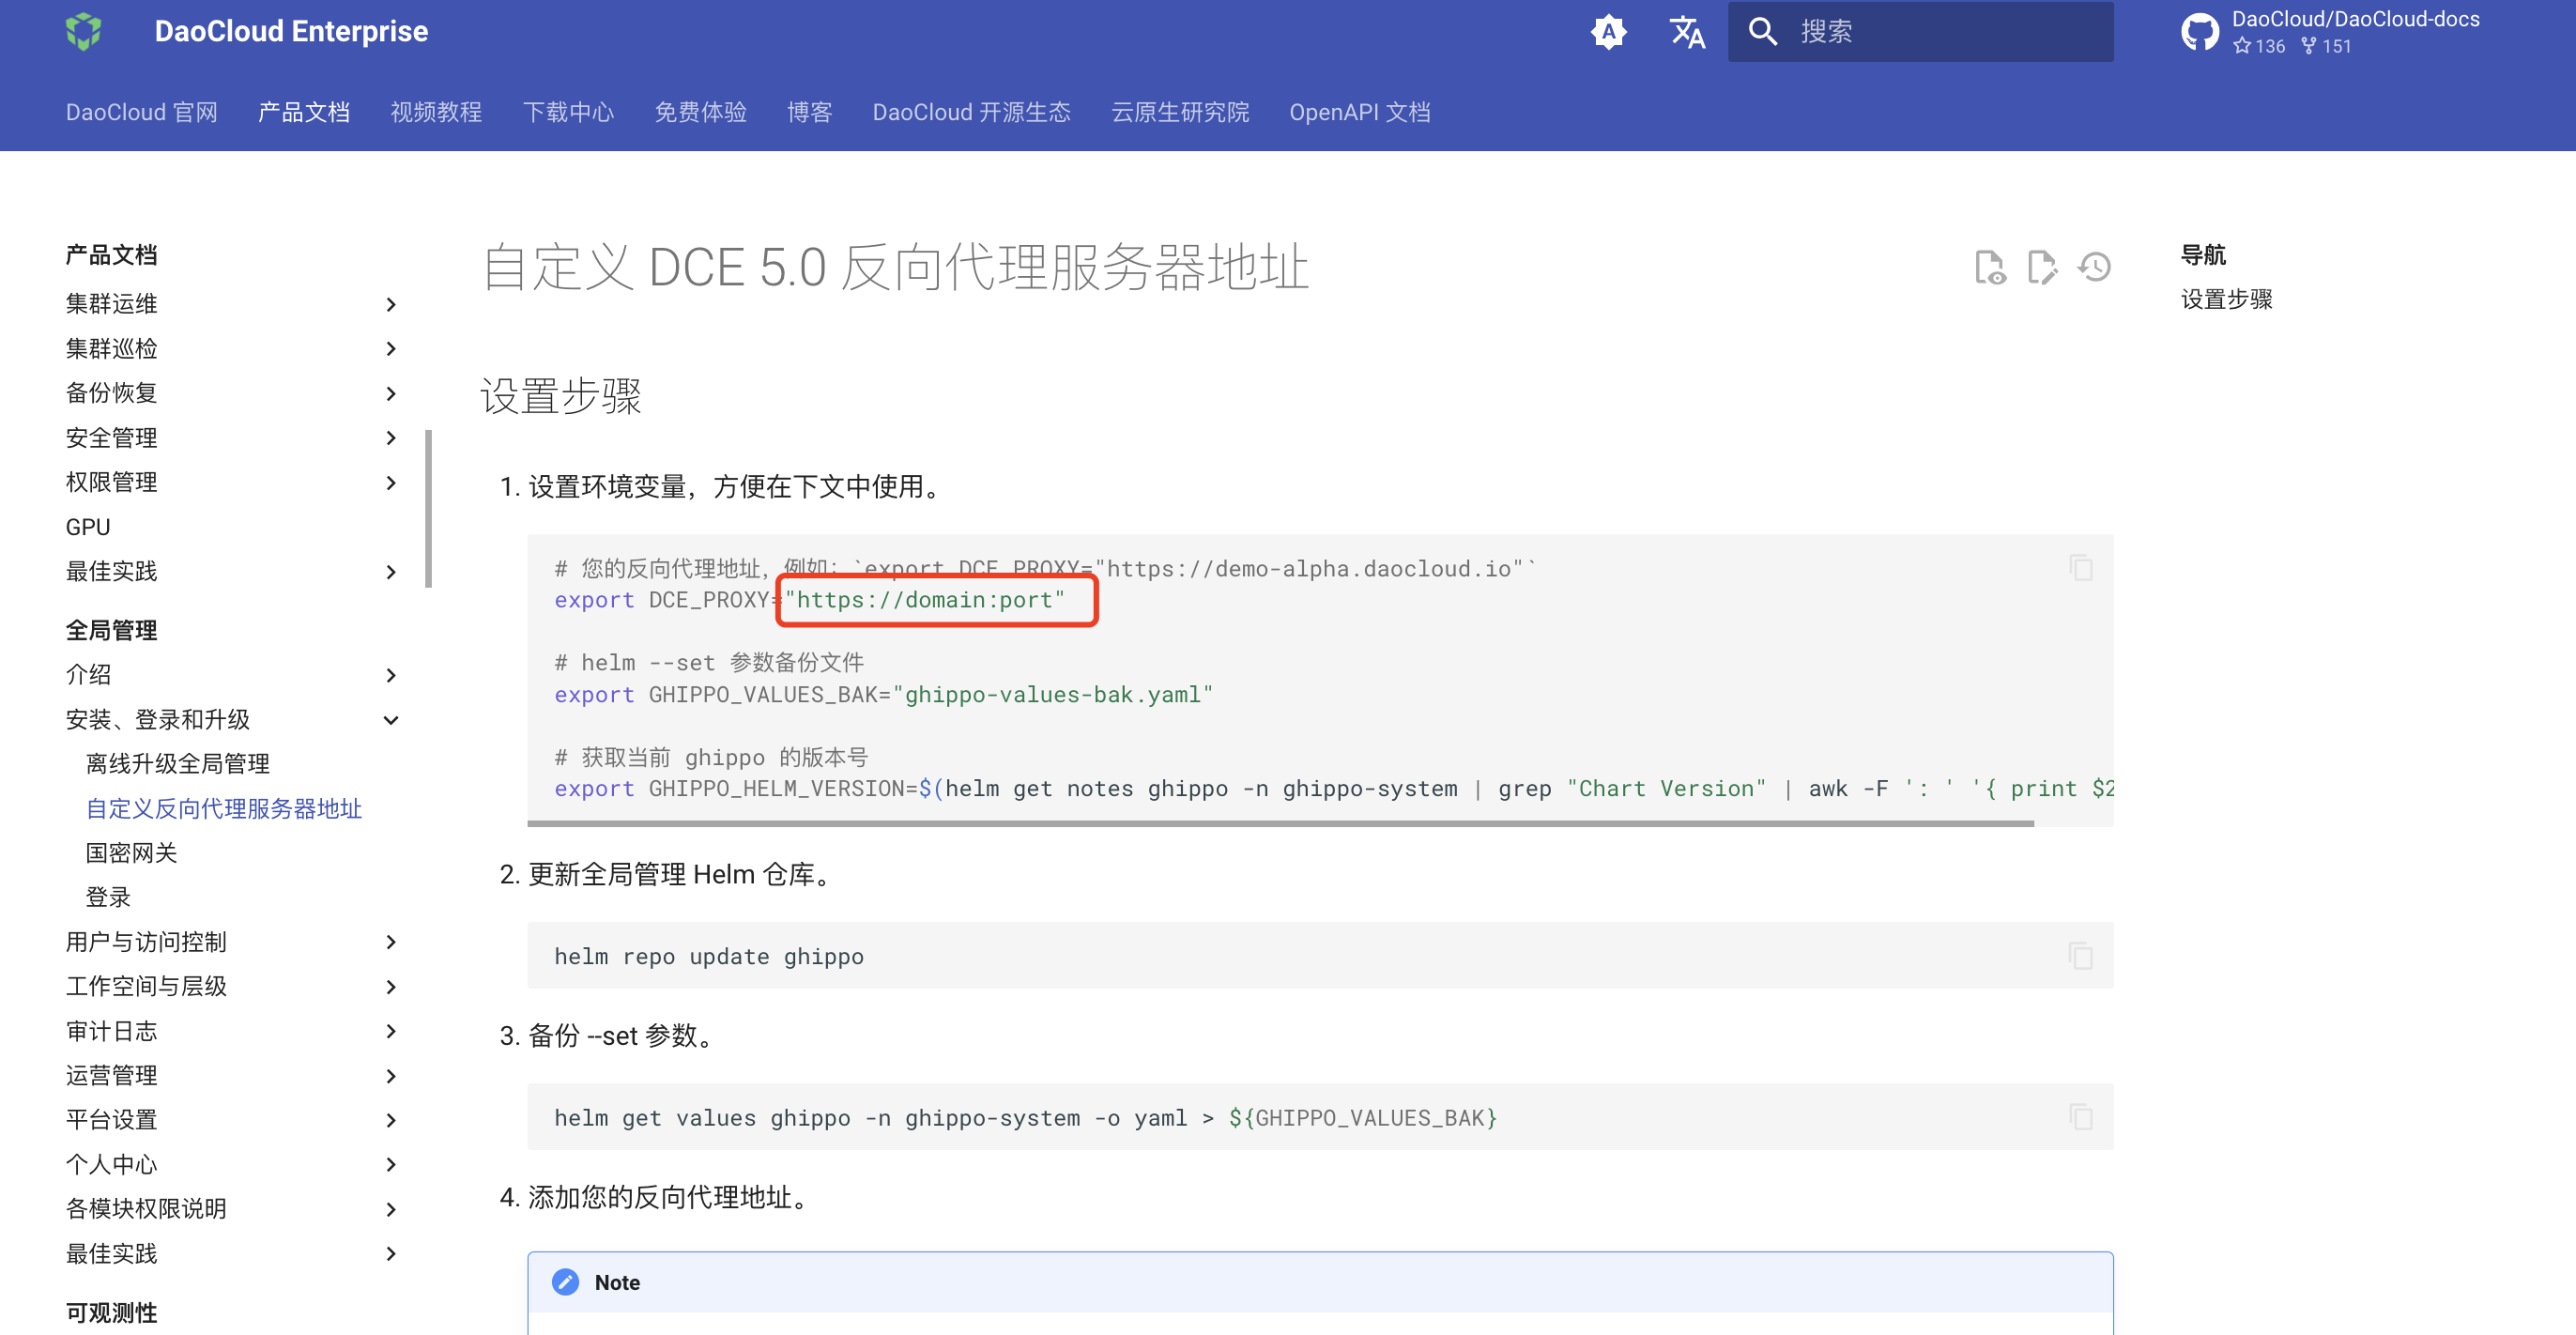 DaoCloud Enterprise
搜索
DaoCloud/DaoCloud-docs
136 151
DaoCloud 官网 产品文档 视频教程 下载中心 免费体验 博客 DaoCloud 开源生态 云原生研究院 OpenAPI 文档
产品文档
集群运维
集群巡检
备份恢复
安全管理
权限管理
GPU
最佳实践
全局管理
介绍
安装、登录和升级
离线升级全局管理
自定义反向代理服务器地址
国密网关
登录
用户与访问控制
工作空间与层级
审计日志
运营管理
平台设置
个人中心
各模块权限说明
最佳实践
可观测性
自定义 DCE 5.0 反向代理服务器地址
设置步骤
1. 设置环境变量，方便在下文中使用。
# 您的反向代理地址，例如：`export DCE_PROXY="https://demo-alpha.daocloud.io"`
export DCE_PROXY="https://domain:port"
# helm --set 参数备份文件
export GHIPPO_VALUES_BAK="ghippo-values-bak.yaml"
# 获取当前 ghippo 的版本号
export GHIPPO_HELM_VERSION=$(helm get notes ghippo -n ghippo-system | grep "Chart Version" | awk -F ': ' '{ print $2
2. 更新全局管理 Helm 仓库。
helm repo update ghippo
3. 备份 --set 参数。
helm get values ghippo -n ghippo-system -o yaml > ${GHIPPO_VALUES_BAK}
4. 添加您的反向代理地址。
Note
导航
设置步骤